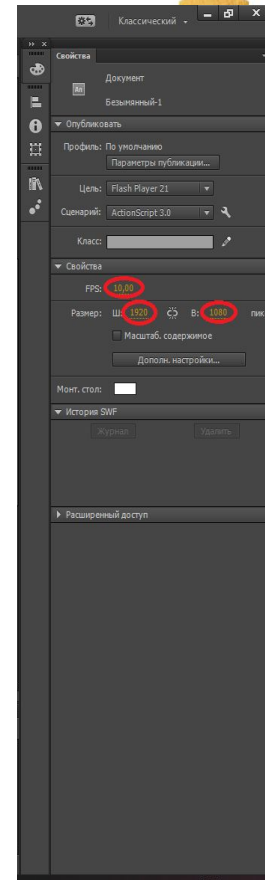 Классический
Свойства
Документ
An
Безымянный-1
Опубликовать
Профиль: По умолчанию
Параметры публикации...
Цель: Flash Player 21
Сценарий: ActionScript 3.0
Класс:
Свойства
FPS: 10,00
Размер: Ш: 1920 В: 1080 пик
Масштаб. содержимое
Дополн. настройки...
Монт. стол:
История SWF
Журнал Удалить
Расширенный доступ